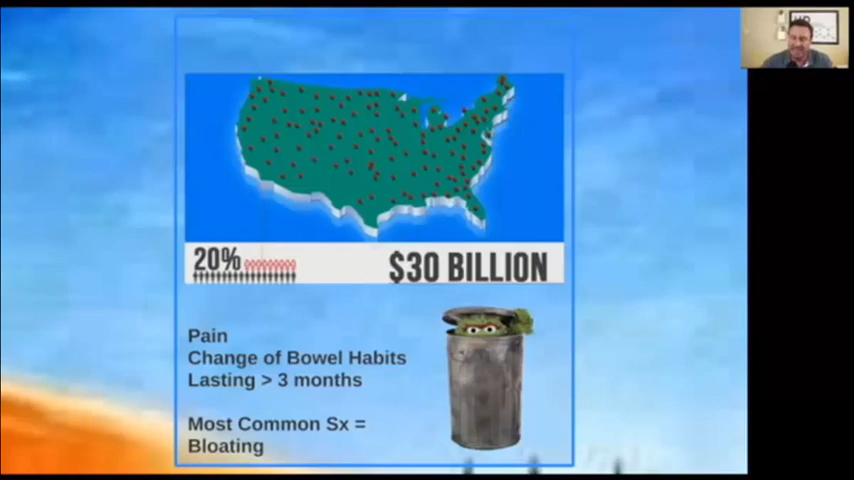 20%
$30 BILLION
Pain
Change of Bowel Habits
Lasting > 3 months
Most Common Sx =
Bloating